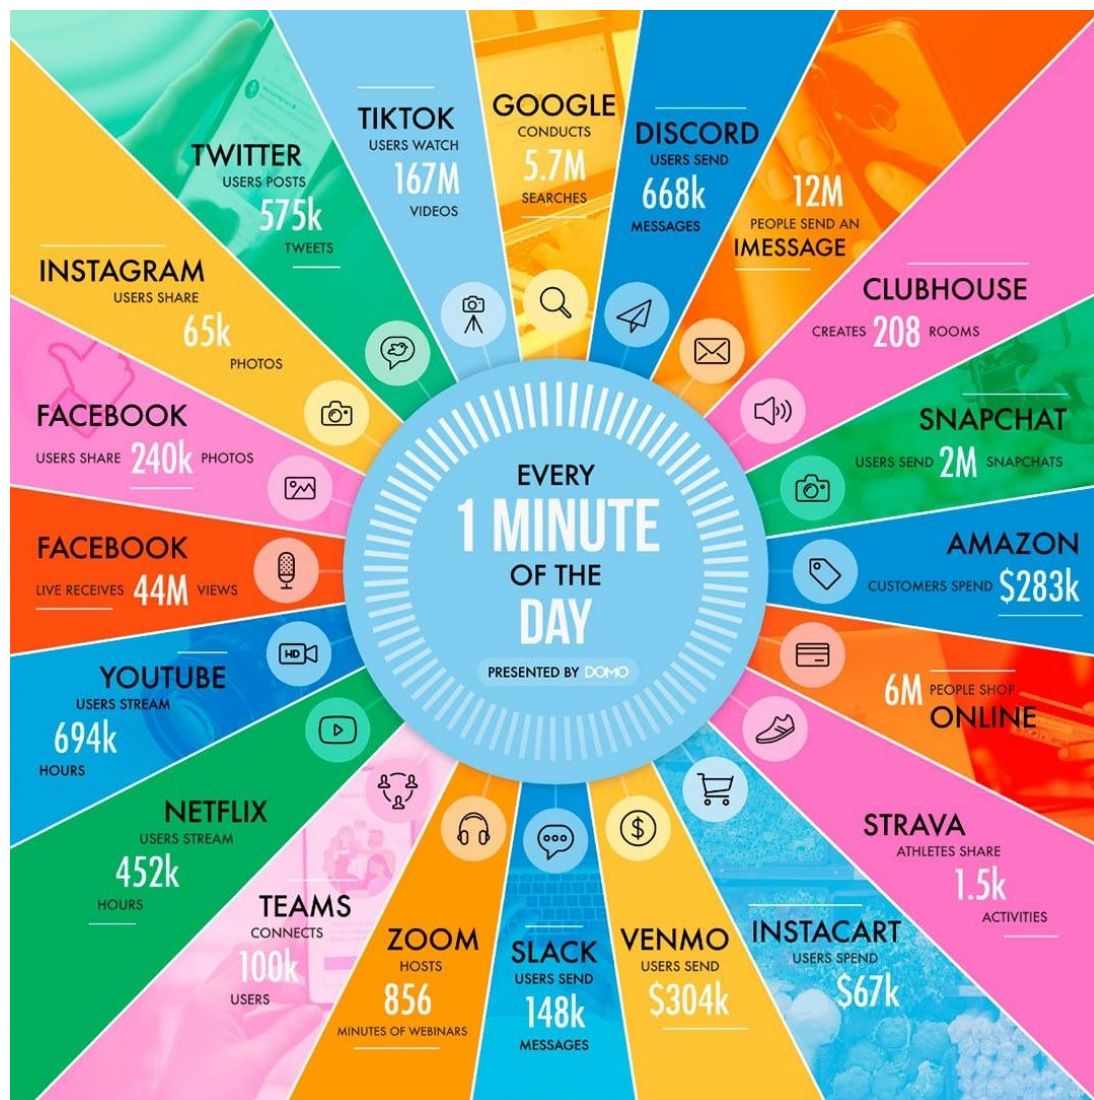 TIKTOK
USERS WATCH
167M
VIDEOS
GOOGLE
CONDUCTS
5.7M
SEARCHES
DISCORD
USERS SEND
668k
MESSAGES
12M
PEOPLE SEND AN
IMESSAGE
CLUBHOUSE
CREATES 208 ROOMS
SNAPCHAT
USERS SEND 2M SNAPCHATS
AMAZON
CUSTOMERS SPEND $283k
6M PEOPLE SHOP
ONLINE
STRAVA
ATHLETES SHARE
1.5k
ACTIVITIES
INSTACART
USERS SPEND
$67k
VENMO
USERS SEND
$304k
SLACK
USERS SEND
148k
MESSAGES
ZOOM
HOSTS
856
MINUTES OF WEBINARS
TEAMS
CONNECTS
100k
USERS
NETFLIX
USERS STREAM
452k
HOURS
YOUTUBE
USERS STREAM
694k
HOURS
FACEBOOK
LIVE RECEIVES 44M VIEWS
FACEBOOK
USERS SHARE 240k PHOTOS
INSTAGRAM
USERS SHARE
65k
PHOTOS
TWITTER
USERS POSTS
575k
TWEETS
HD
EVERY
1 MINUTE
OF THE
DAY
PRESENTED BY DOMO